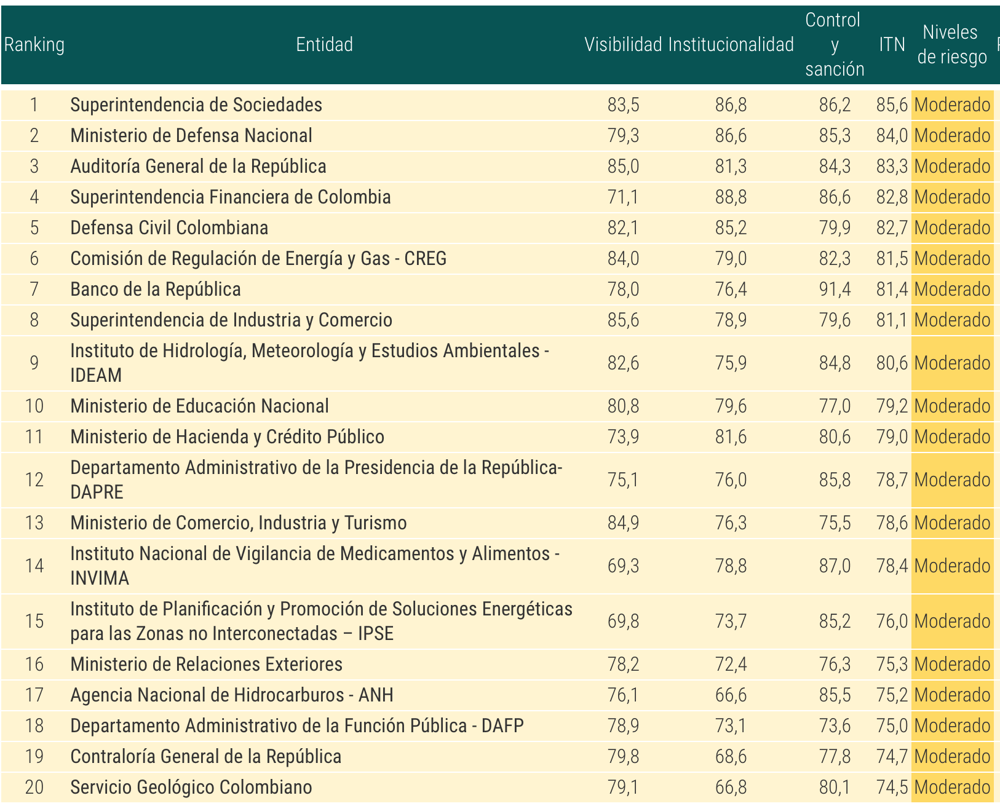 Ranking Entidad Visibilidad Institucionalidad Control y sanción ITN Niveles de riesgo
1 Superintendencia de Sociedades 83,5 86,8 86,2 85,6 Moderado
2 Ministerio de Defensa Nacional 79,3 86,6 85,3 84,0 Moderado
3 Auditoría General de la República 85,0 81,3 84,3 83,3 Moderado
4 Superintendencia Financiera de Colombia 71,1 88,8 86,6 82,8 Moderado
5 Defensa Civil Colombiana 82,1 85,2 79,9 82,7 Moderado
6 Comisión de Regulación de Energía y Gas - CREG 84,0 79,0 82,3 81,5 Moderado
7 Banco de la República 78,0 76,4 91,4 81,4 Moderado
8 Superintendencia de Industria y Comercio 85,6 78,9 79,6 81,1 Moderado
9 Instituto de Hidrología, Meteorología y Estudios Ambientales -
IDEAM 82,6 75,9 84,8 80,6 Moderado
10 Ministerio de Educación Nacional 80,8 79,6 77,0 79,2 Moderado
11 Ministerio de Hacienda y Crédito Público 73,9 81,6 80,6 79,0 Moderado
12 Departamento Administrativo de la Presidencia de la República-
DAPRE 75,1 76,0 85,8 78,7 Moderado
13 Ministerio de Comercio, Industria y Turismo 84,9 76,3 75,5 78,6 Moderado
14 Instituto Nacional de Vigilancia de Medicamentos y Alimentos -
INVIMA 69,3 78,8 87,0 78,4 Moderado
15 Instituto de Planificación y Promoción de Soluciones Energéticas
para las Zonas no Interconectadas – IPSE 69,8 73,7 85,2 76,0 Moderado
16 Ministerio de Relaciones Exteriores 78,2 72,4 76,3 75,3 Moderado
17 Agencia Nacional de Hidrocarburos - ANH 76,1 66,6 85,5 75,2 Moderado
18 Departamento Administrativo de la Función Pública - DAFP 78,9 73,1 73,6 75,0 Moderado
19 Contraloría General de la República 79,8 68,6 77,8 74,7 Moderado
20 Servicio Geológico Colombiano 79,1 66,8 80,1 74,5 Moderado